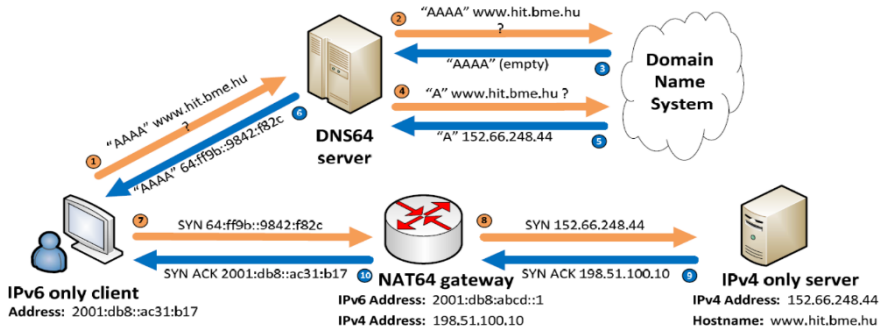 2
"AAAA" www.hit.bme.hu
?
"AAAA" (empty)
3
4
"A" www.hit.bme.hu ?
"A" 152.66.248.44
5
Domain
Name
System
DNS64
server
"AAAA" www.hit.bme.hu
?
1
6
"AAAA" 64:ff9b::9842:f82c
7
SYN 64:ff9b::9842:f82c
8
SYN 152.66.248.44
SYN ACK 2001:db8::ac31:b17
10
SYN ACK 198.51.100.10
9
IPv6 only client
Address: 2001:db8::ac31:b17
NAT64 gateway
IPv6 Address: 2001:db8:abcd::1
IPv4 Address: 198.51.100.10
IPv4 only server
IPv4 Address: 152.66.248.44
Hostname: www.hit.bme.hu